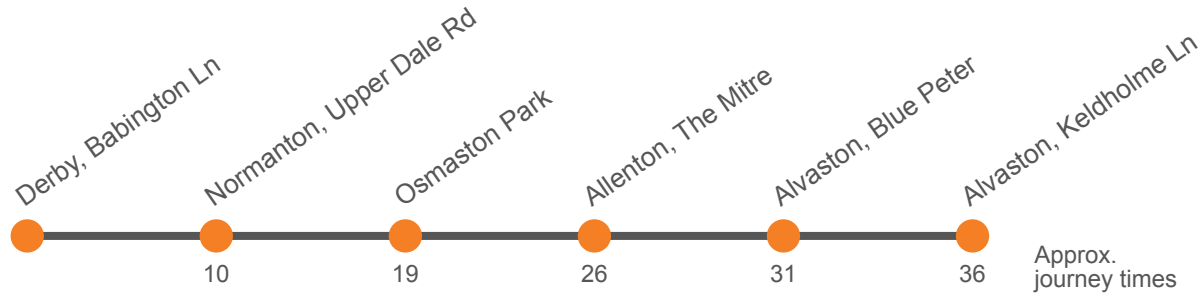 Derby, Babington Ln
Normanton, Upper Dale Rd
Osmaston Park
Allenton, The Mitre
Alvaston, Blue Peter
Alvaston, Keldholme Ln
10
19
26
31
36
Approx.
journey times